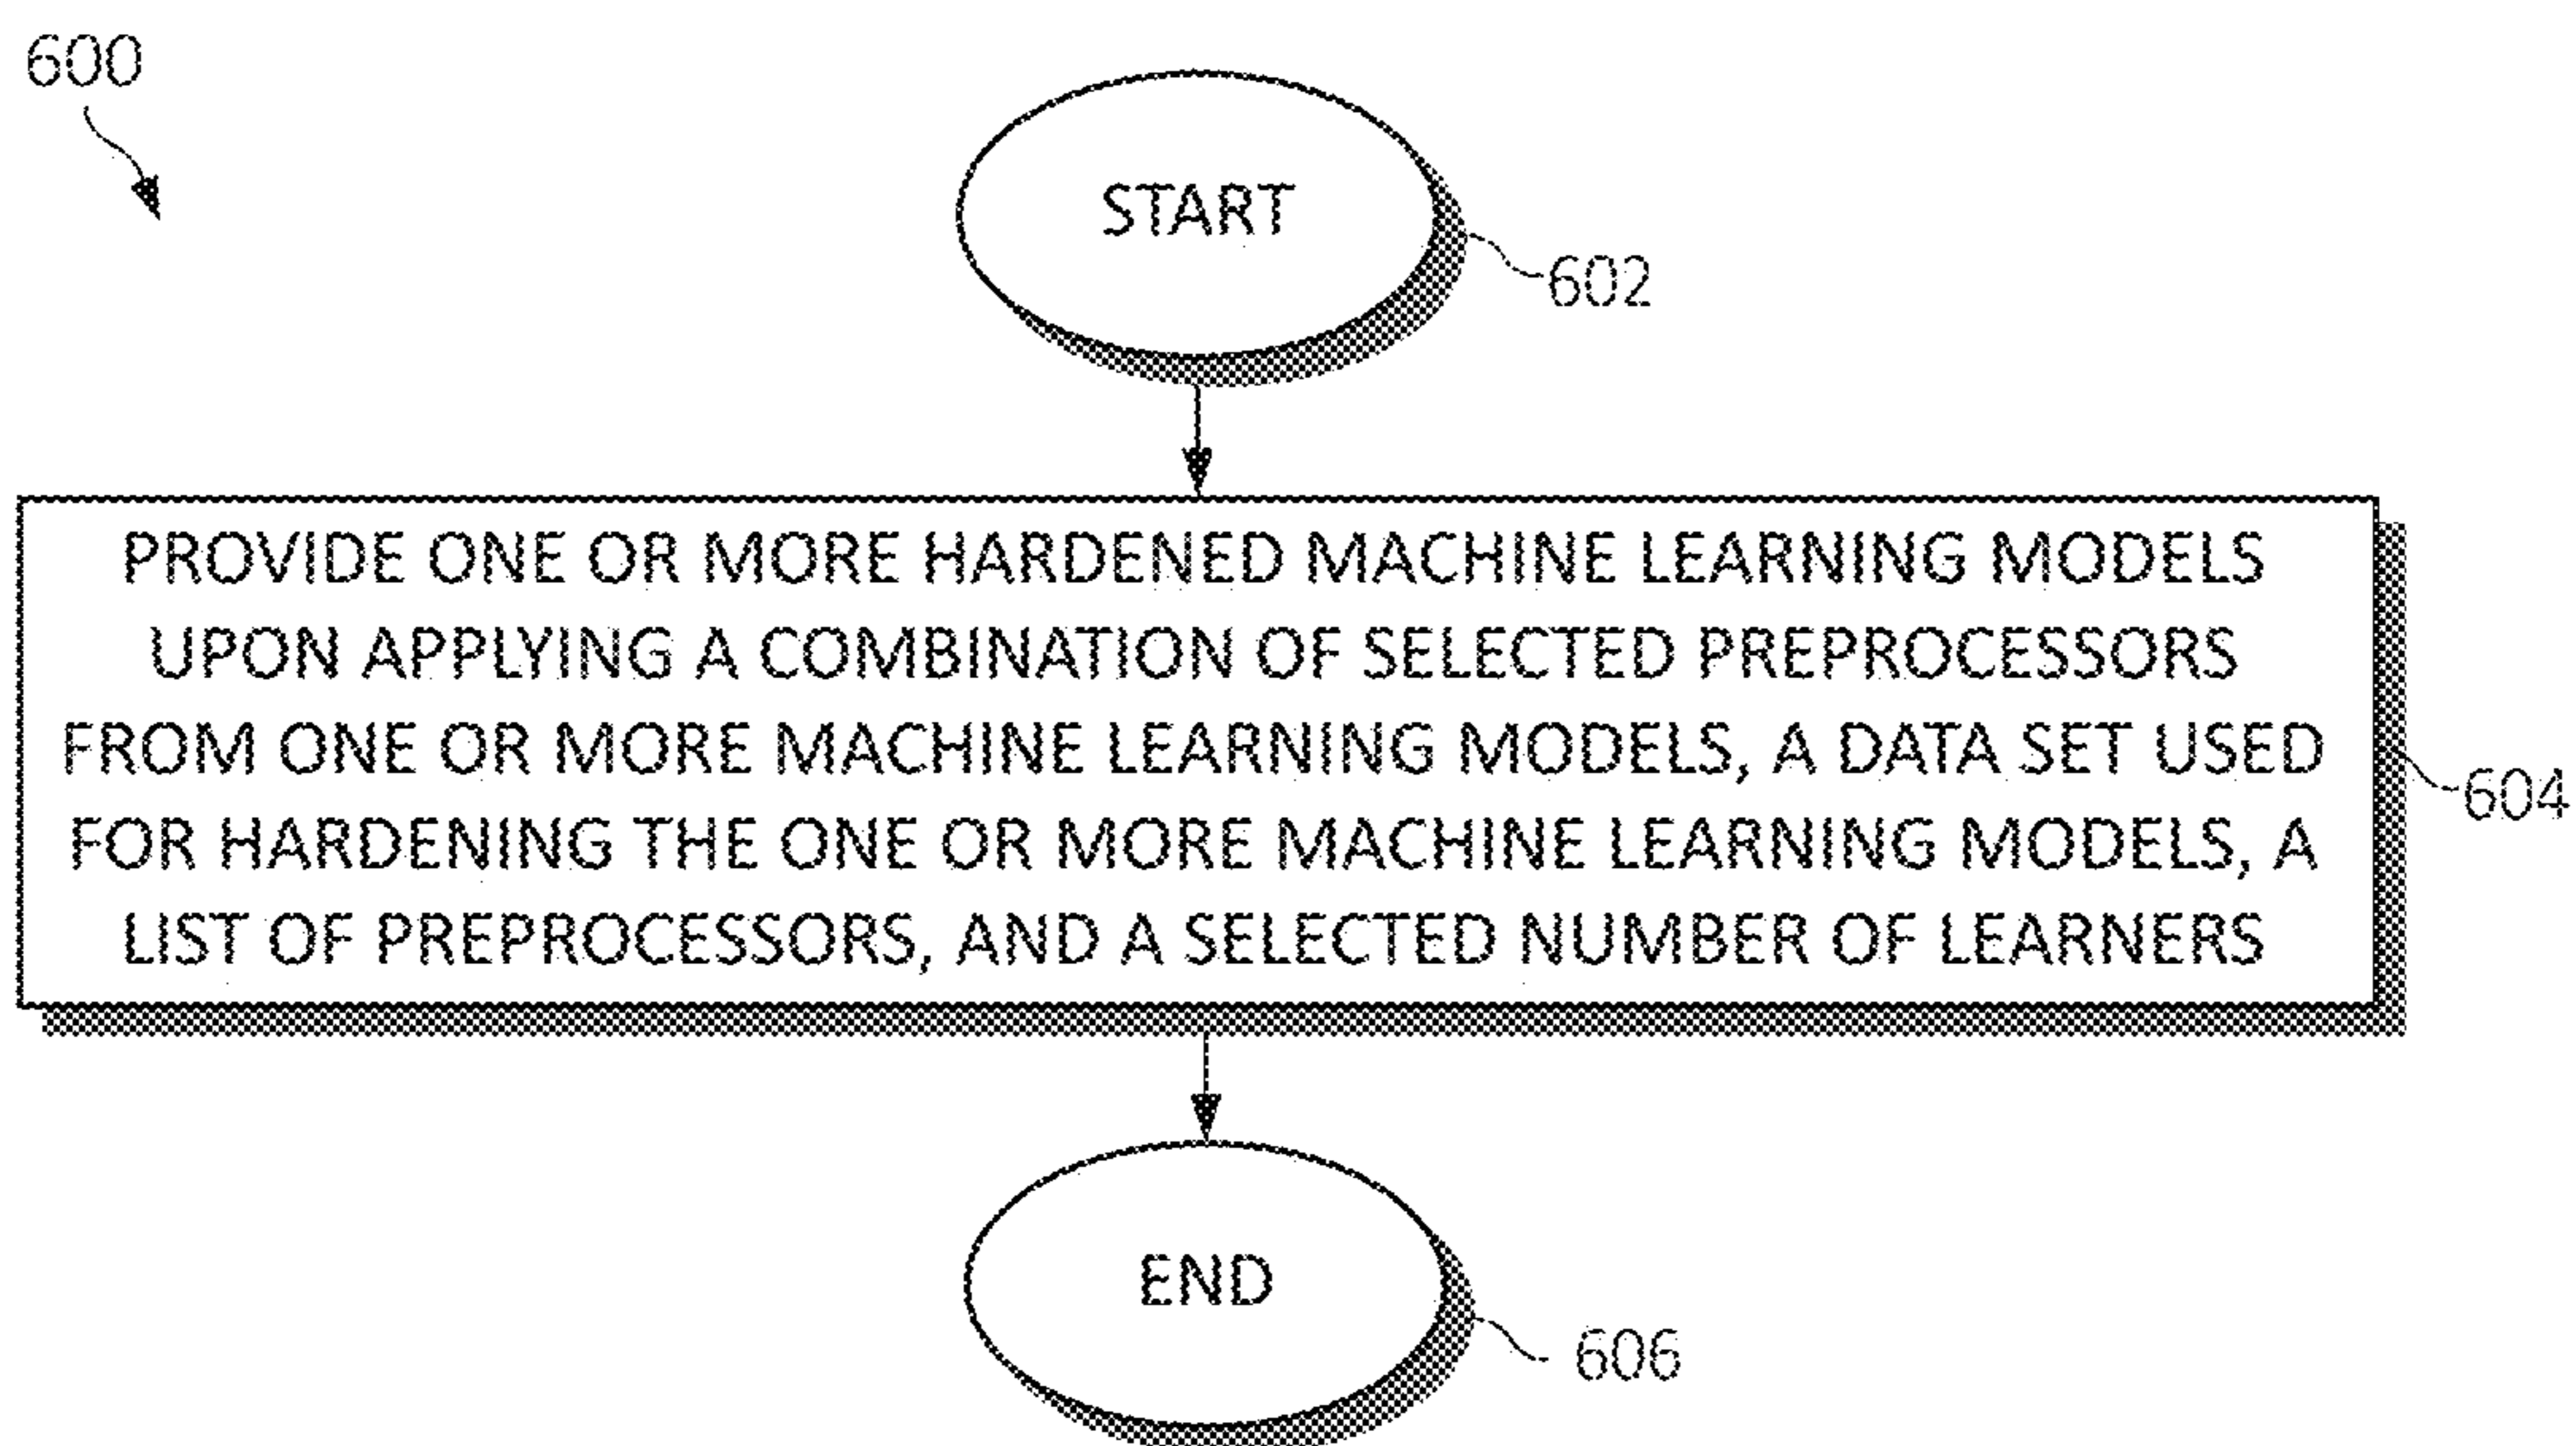 600
START
602
PROVIDE ONE OR MORE HARDENED MACHINE LEARNING MODELS
UPON APPLYING A COMBINATION OF SELECTED PREPROCESSORS
FROM ONE OR MORE MACHINE LEARNING MODELS, A DATA SET USED
FOR HARDENING THE ONE OR MORE MACHINE LEARNING MODELS, A
LIST OF PREPROCESSORS, AND A SELECTED NUMBER OF LEARNERS
604
END
606